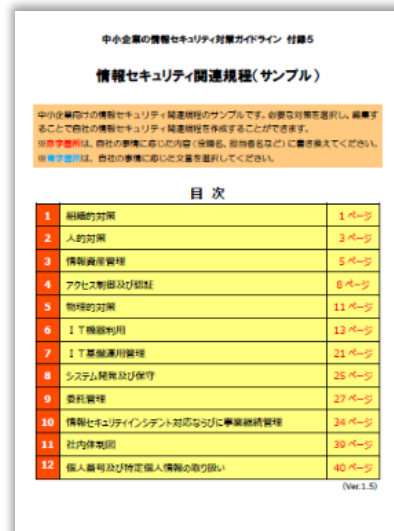 中小企業の情報セキュリティ対策ガイドライン 付録5
情報セキュリティ関連規程(サンプル)
中小企業向けの情報セキュリティ関連規程のサンプルです。必要な対策を選択し、編集す
ることで自社の情報セキュリティ関連規程を作成することができます。
※赤字箇所は、自社の事情に応じた内容(役職名、担当者名など)に書き換えてください。
※青字箇所は、自社の事情に応じた文言を選択してください。
目 次
1 組織的対策 1 ページ
2 人的対策 3 ページ
3 情報資産管理 5 ページ
4 アクセス制御及び認証 8 ページ
5 物理的対策 11 ページ
6 IT機器利用 13 ページ
7 IT基盤運用管理 21 ページ
8 システム開発及び保守 25 ページ
9 委託管理 27 ページ
10 情報セキュリティインシデント対応ならびに事業継続管理 34 ページ
11 社内体制図 39 ページ
12 個人番号及び特定個人情報の取り扱い 40 ページ
(Ver.1.5)